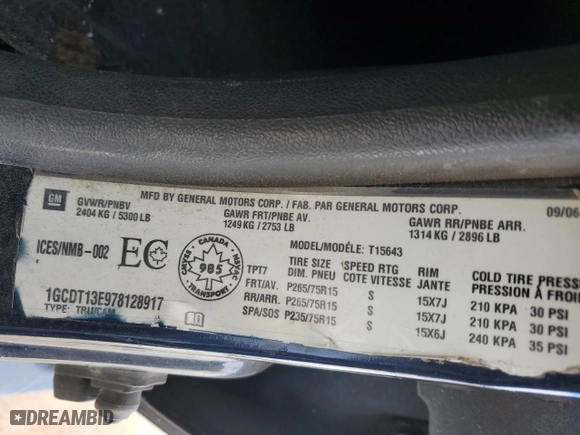 GM
MFD BY GENERAL MOTORS CORP. / FAB. PAR GENERAL MOTORS CORP.
09/06
GVWR/PNBV
2404 KG / 5300 LB
GAWR FRT/PNBE AV.
1249 KG / 2753 LB
GAWR RR/PNBE ARR.
1314 KG / 2896 LB
ICES/NMB-002
EC
CANADA
SVAC NSVAC
985
TRANSPORT
MODEL/MODÈLE: T15643
TPT7
TIRE SIZE SPEED RTG RIM COLD TIRE PRESS
DIM. PNEU COTE VITESSE JANTE PRESSION À FROI
FRT/AV. P265/75R15 S 15X7J 210 KPA 30 PSI
RR/ARR. P265/75R15 S 15X7J 210 KPA 30 PSI
SPA/SOS P235/75R15 S 15X6J 240 KPA 35 PSI
1GCDT13E978128917
TYPE: TRU/CAM
DREAMBID